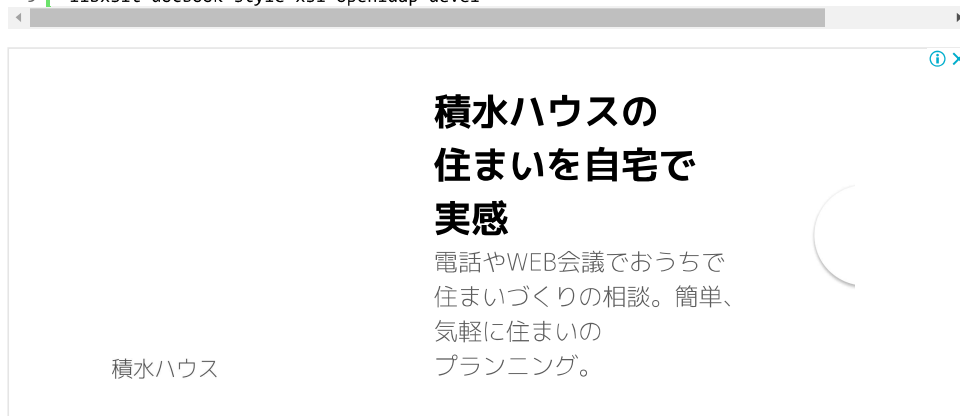 積水ハウスの
住まいを自宅で
実感
電話やWEB会議でおうちで
住まいづくりの相談。簡単、
気軽に住まいの
プランニング。
積水ハウス